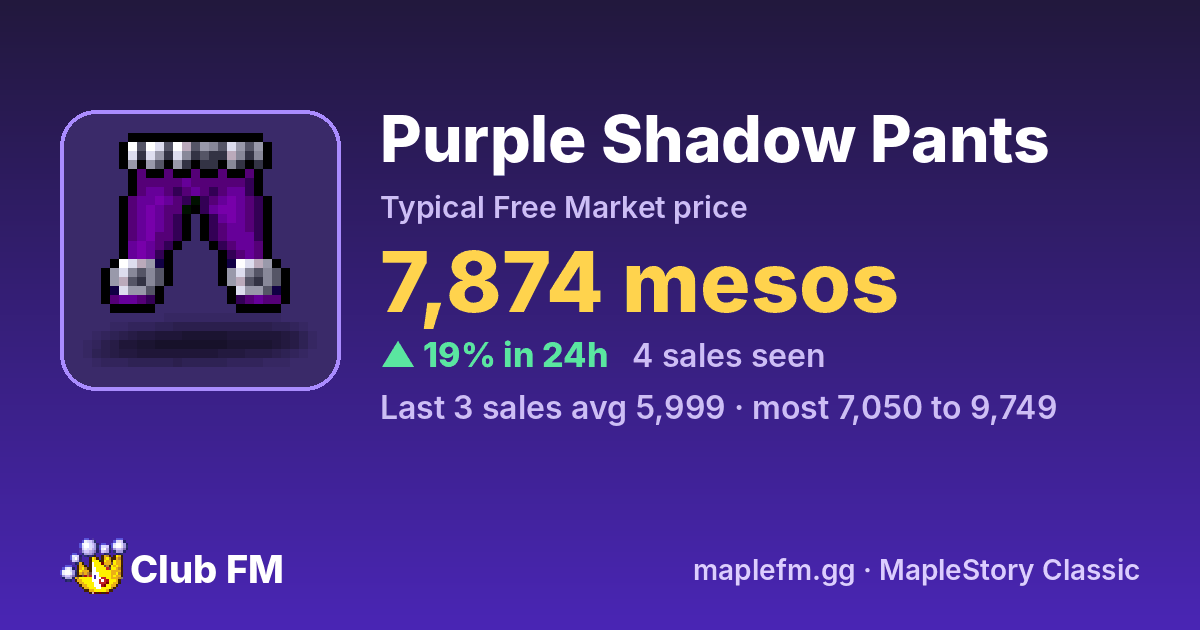 Purple Shadow Pants
Typical Free Market price
7,874 mesos
▲ 19% in 24h 4 sales seen
Last 3 sales avg 5,999 · most 7,050 to 9,749
Club FM
maplefm.gg · MapleStory Classic